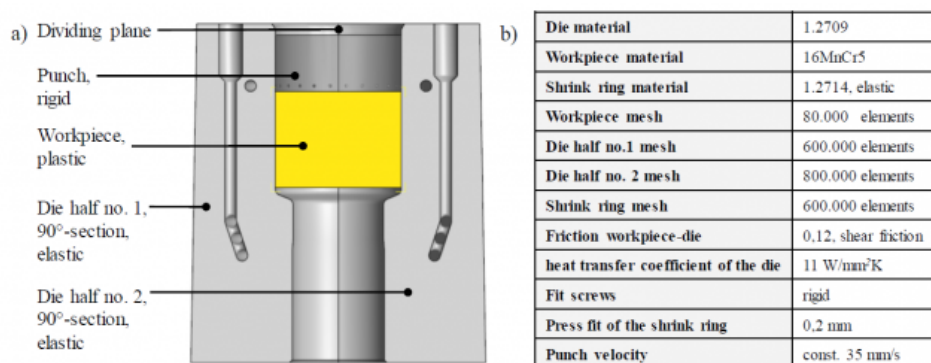 a)
Dividing plane
Punch,
rigid
Workpiece,
plastic
Die half no. 1,
90°-section,
elastic
Die half no. 2,
90°-section,
elastic
b)
Die material 1.2709
Workpiece material 16MnCr5
Shrink ring material 1.2714, elastic
Workpiece mesh 80.000 elements
Die half no.1 mesh 600.000 elements
Die half no. 2 mesh 800.000 elements
Shrink ring mesh 600.000 elements
Friction workpiece-die 0,12, shear friction
heat transfer coefficient of the die 11 W/mm²K
Fit screws rigid
Press fit of the shrink ring 0,2 mm
Punch velocity const. 35 mm/s